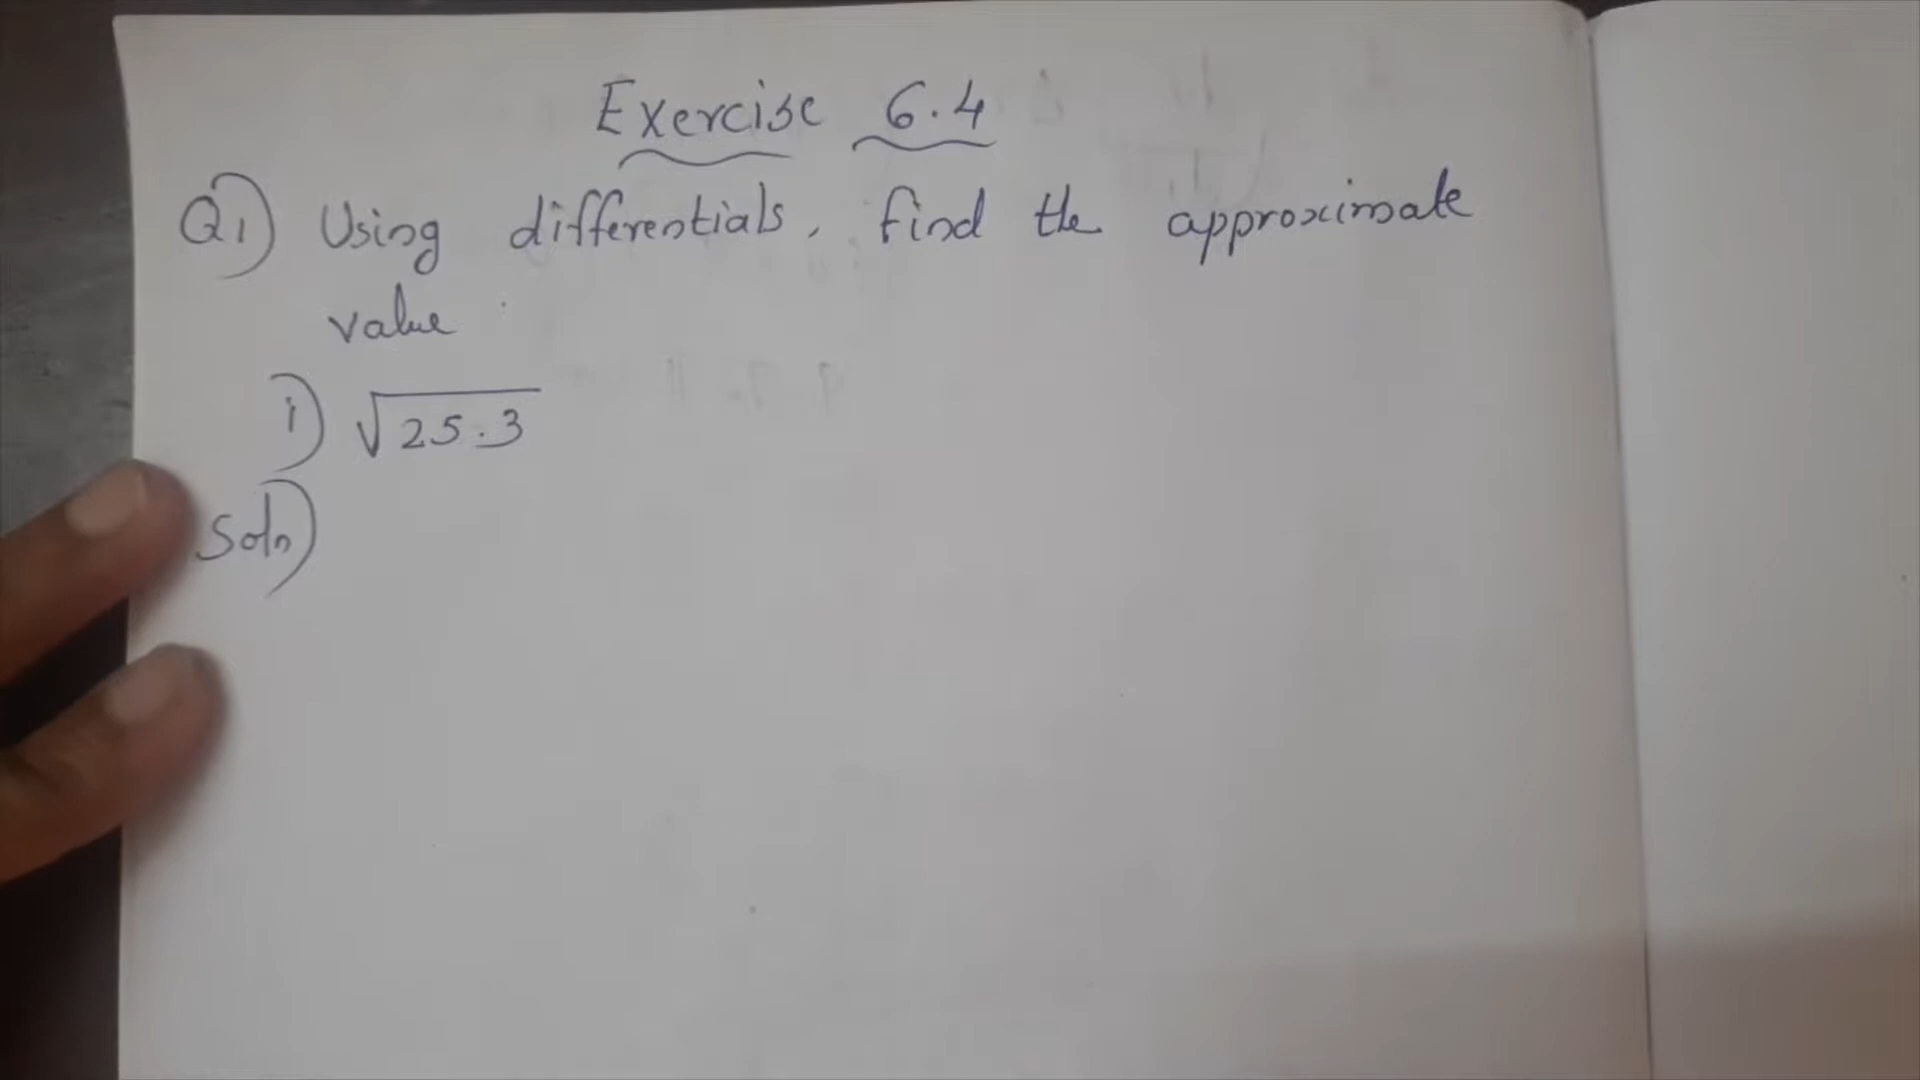 Exercise 6.4
Q1) Using differentials, find the approximate
value
i) √25.3
Soln)